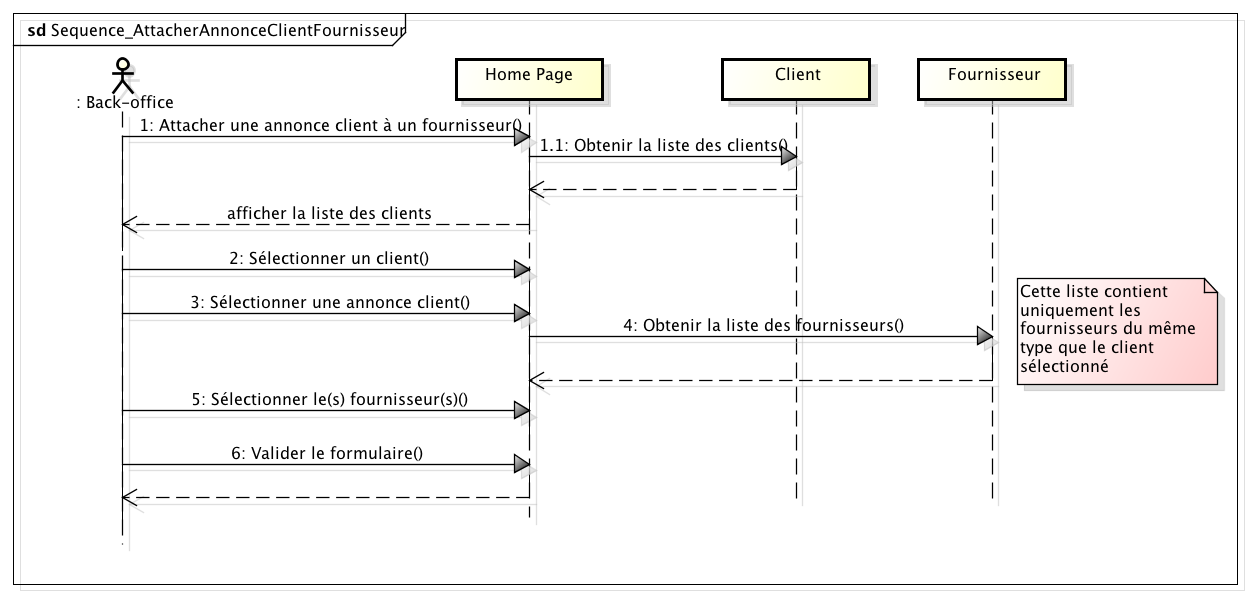 sd Sequence_AttacherAnnonceClientFournisseur
: Back-office
Home Page
Client
Fournisseur
1: Attacher une annonce client à un fournisseur()
1.1: Obtenir la liste des clients()
afficher la liste des clients
2: Sélectionner un client()
3: Sélectionner une annonce client()
4: Obtenir la liste des fournisseurs()
Cette liste contient
uniquement les
fournisseurs du même
type que le client
sélectionné
5: Sélectionner le(s) fournisseur(s)()
6: Valider le formulaire()